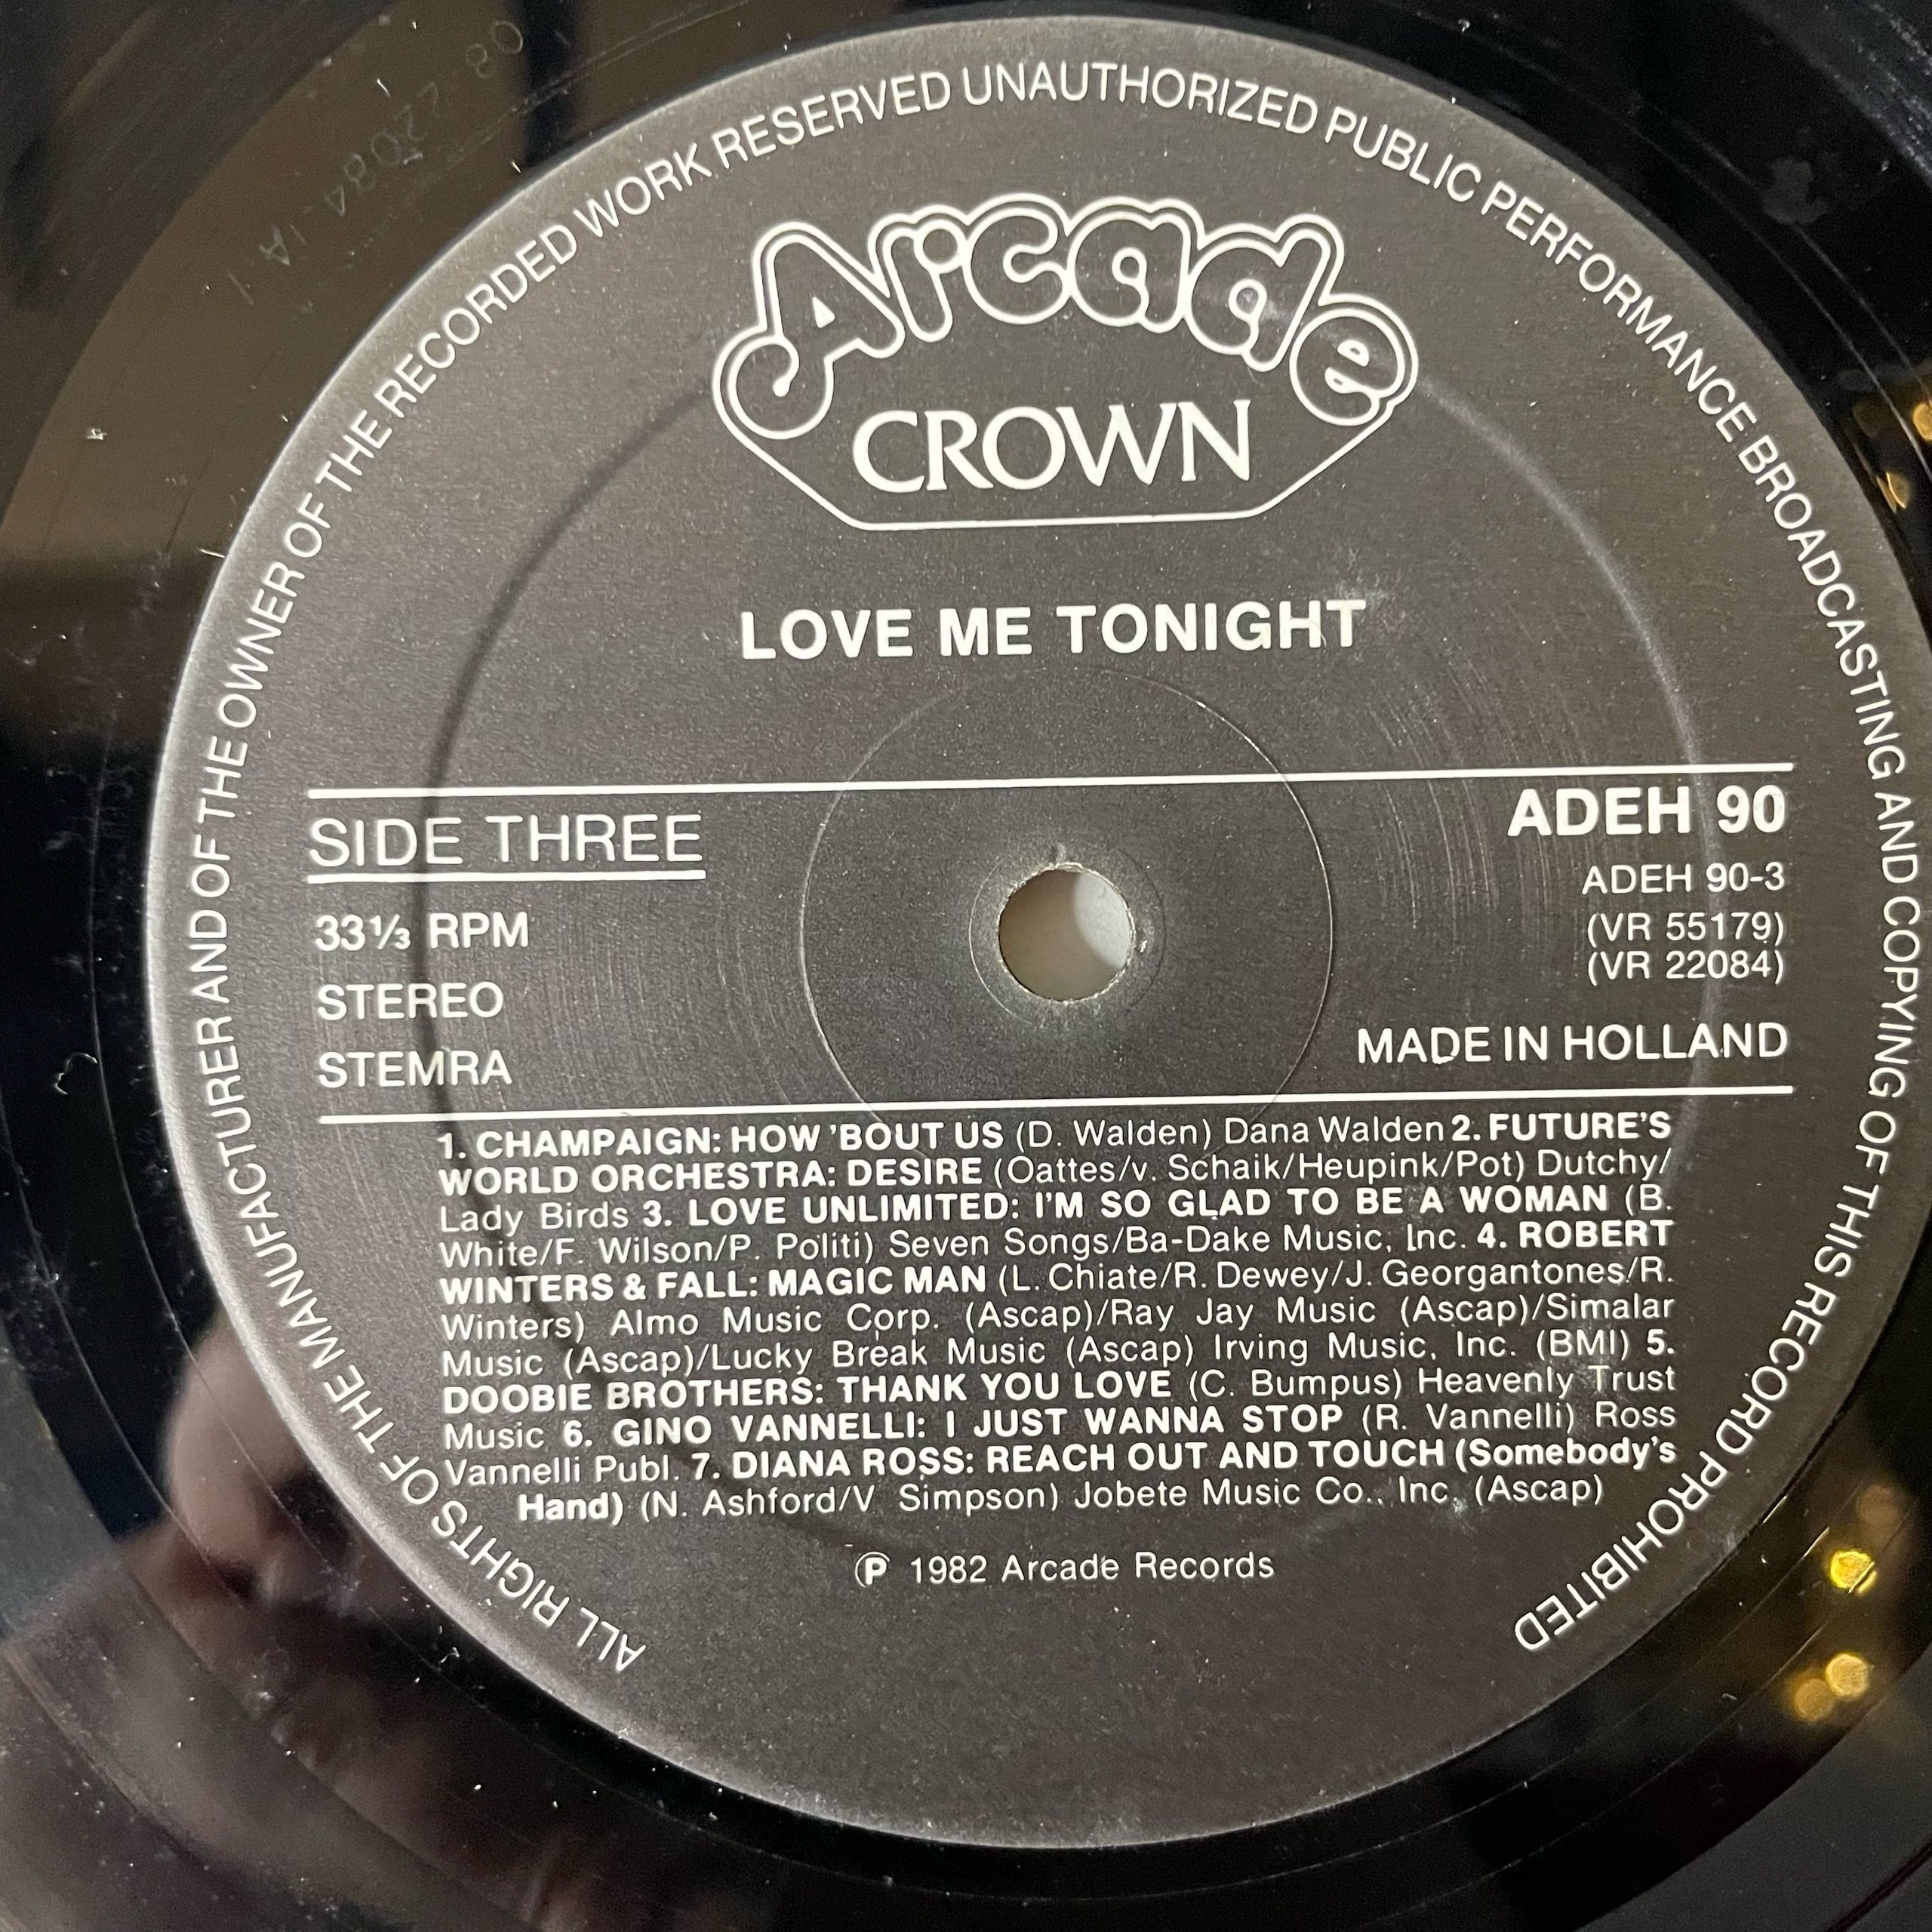 ALL RIGHTS OF THE MANUFACTURER AND OF THE OWNER OF THE RECORDED WORK RESERVED UNAUTHORIZED PUBLIC PERFORMANCE BROADCASTING AND COPYING OF THIS RECORD PROHIBITED
Arcade
CROWN
LOVE ME TONIGHT
SIDE THREE
33⅓ RPM
STEREO
STEMRA
ADEH 90
ADEH 90-3
(VR 55179)
(VR 22084)
MADE IN HOLLAND
1. CHAMPAIGN: HOW 'BOUT US (D. Walden) Dana Walden 2. FUTURE'S
WORLD ORCHESTRA: DESIRE (Oattes/v. Schaik/Heupink/Pot) Dutchy/
Lady Birds 3. LOVE UNLIMITED: I'M SO GLAD TO BE A WOMAN (B.
White/F. Wilson/P. Politi) Seven Songs/Ba-Dake Music, Inc. 4. ROBERT
WINTERS & FALL: MAGIC MAN (L. Chiate/R. Dewey/J. Georgantones/R.
Winters) Almo Music Corp. (Ascap)/Ray Jay Music (Ascap)/Simalar
Music (Ascap)/Lucky Break Music (Ascap) Irving Music, Inc. (BMI) 5.
DOOBIE BROTHERS: THANK YOU LOVE (C. Bumpus) Heavenly Trust
Music 6. GINO VANNELLI: I JUST WANNA STOP (R. Vannelli) Ross
Vannelli Publ. 7. DIANA ROSS: REACH OUT AND TOUCH (Somebody's
Hand) (N. Ashford/V Simpson) Jobete Music Co., Inc. (Ascap)
℗ 1982 Arcade Records